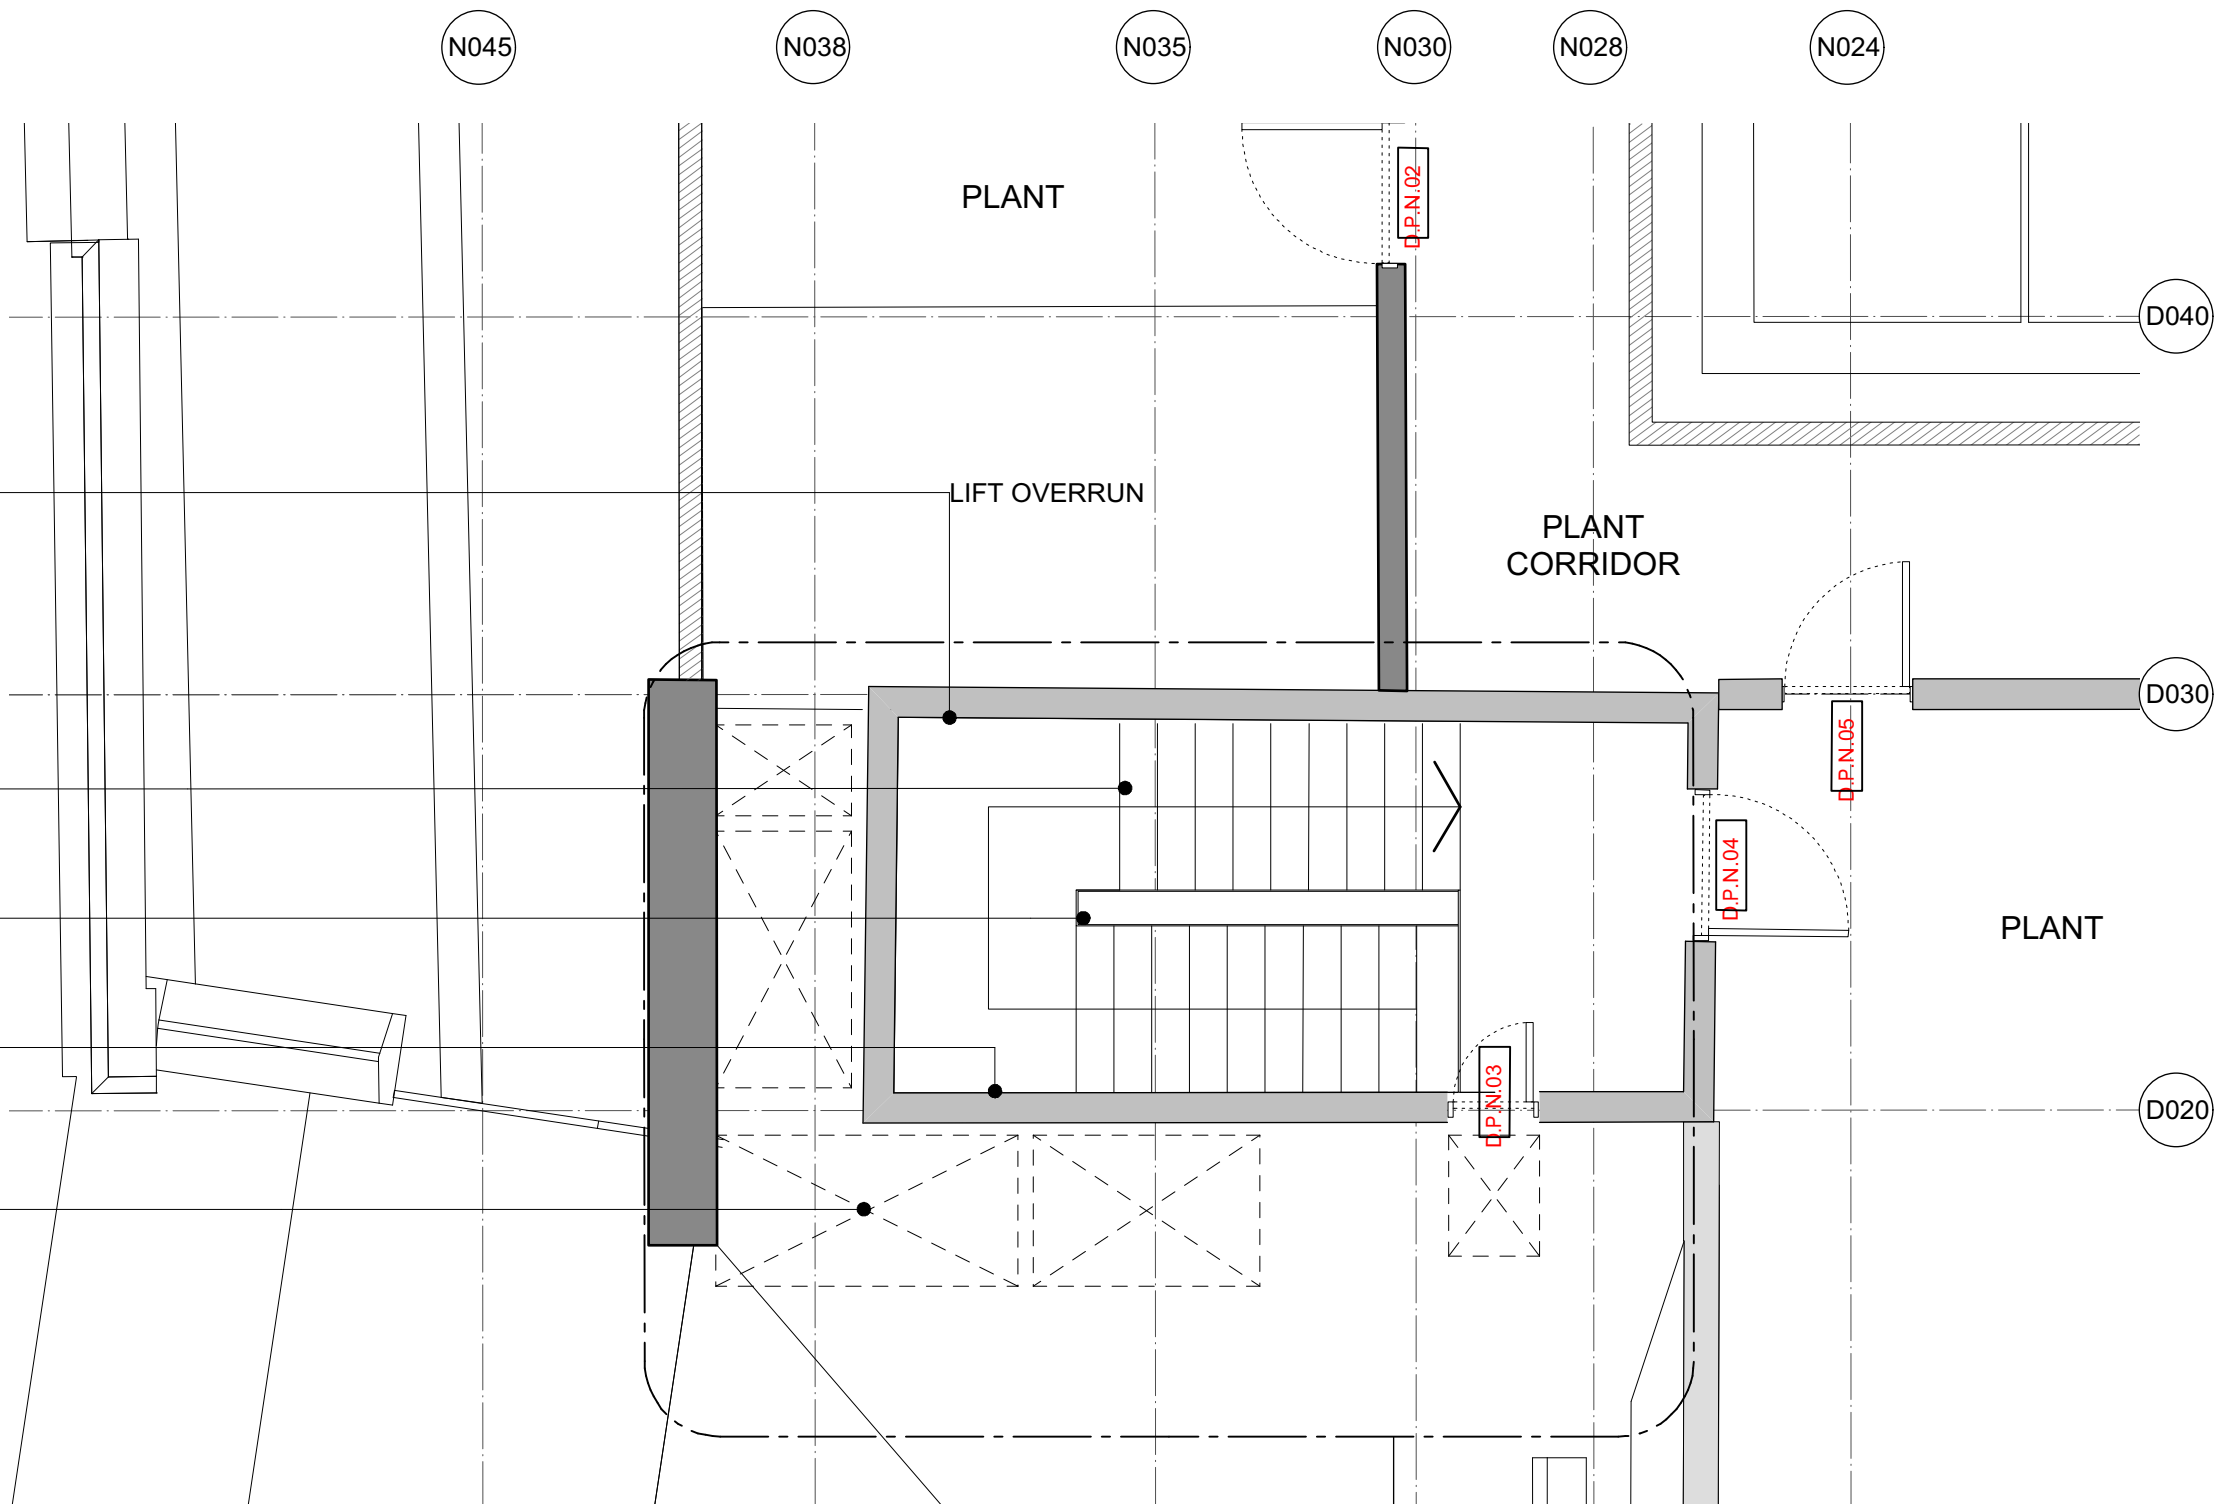 N045
N038
N035
N030
N028
N024
PLANT
D.P.N.02
D040
LIFT OVERRUN
PLANT
CORRIDOR
D030
D.P.N.05
D.P.N.04
PLANT
D.P.N.03
D020